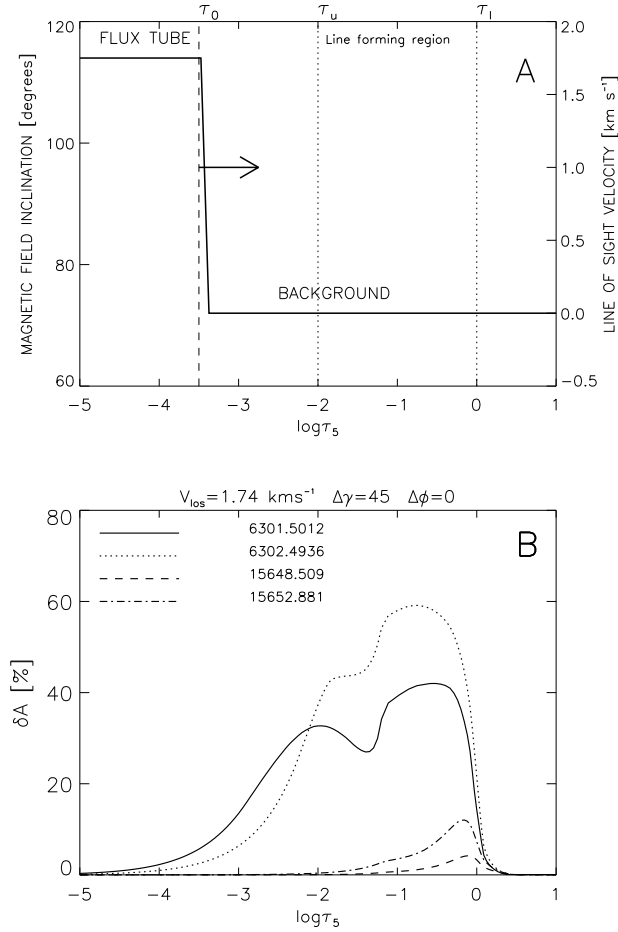 τ₀ τᵤ τₗ
120 2.0
FLUX TUBE Line forming region A
1.5
100
1.0
0.5
80
BACKGROUND
0.0
60 −0.5
MAGNETIC FIELD INCLINATION [degrees]
LINE OF SIGHT VELOCITY [km s⁻¹]
−5 −4 −3 −2 −1 0 1
logτ₅
V_los=1.74 kms⁻¹ Δγ=45 Δφ=0
80
6301.5012 B
6302.4936
15648.509
15652.881
60
40
20
0
δA [%]
−5 −4 −3 −2 −1 0 1
logτ₅